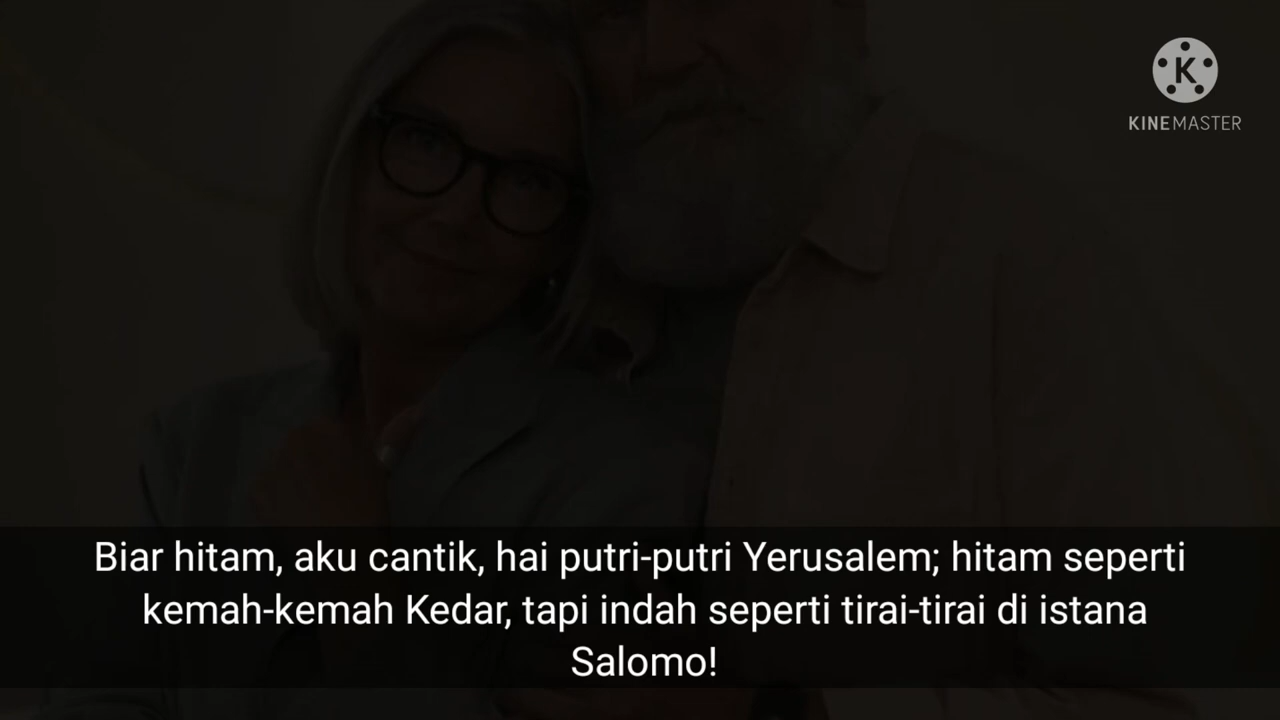 KINEMASTER
Biar hitam, aku cantik, hai putri-putri Yerusalem; hitam seperti
kemah-kemah Kedar, tapi indah seperti tirai-tirai di istana
Salomo!